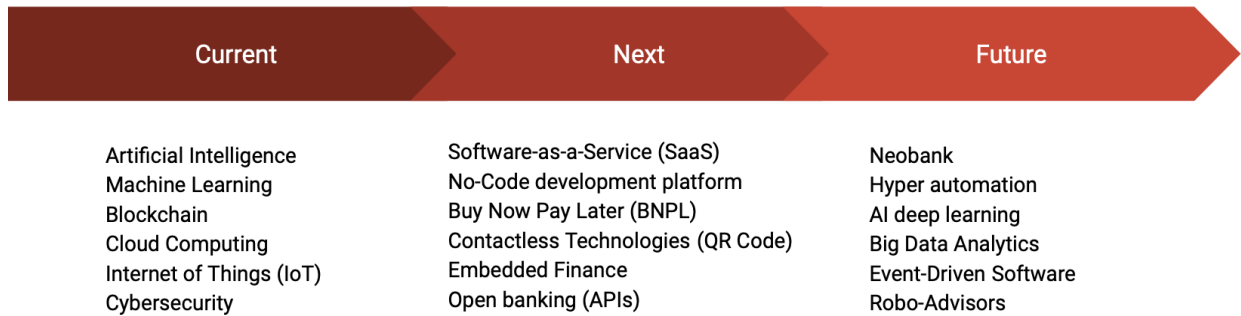 Current
Next
Future
Artificial Intelligence
Machine Learning
Blockchain
Cloud Computing
Internet of Things (IoT)
Cybersecurity
Software-as-a-Service (SaaS)
No-Code development platform
Buy Now Pay Later (BNPL)
Contactless Technologies (QR Code)
Embedded Finance
Open banking (APIs)
Neobank
Hyper automation
AI deep learning
Big Data Analytics
Event-Driven Software
Robo-Advisors